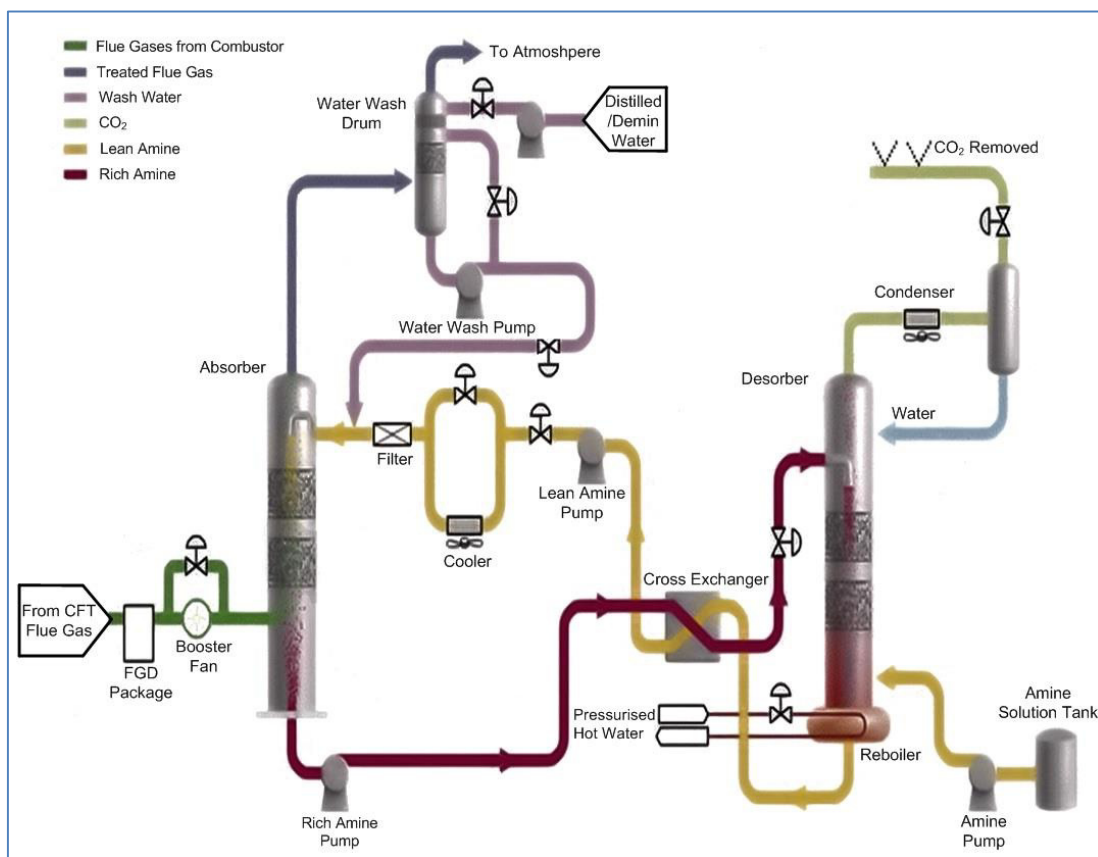 Flue Gases from Combustor
Treated Flue Gas
Wash Water
CO₂
Lean Amine
Rich Amine
To Atmoshpere
Water Wash
Drum
Distilled
/Demin
Water
CO₂ Removed
Condenser
Water Wash Pump
Absorber
Desorber
Water
Filter
Lean Amine
Pump
Cooler
Cross Exchanger
From CFT
Flue Gas
Booster
Fan
FGD
Package
Pressurised
Hot Water
Reboiler
Amine
Solution Tank
Rich Amine
Pump
Amine
Pump